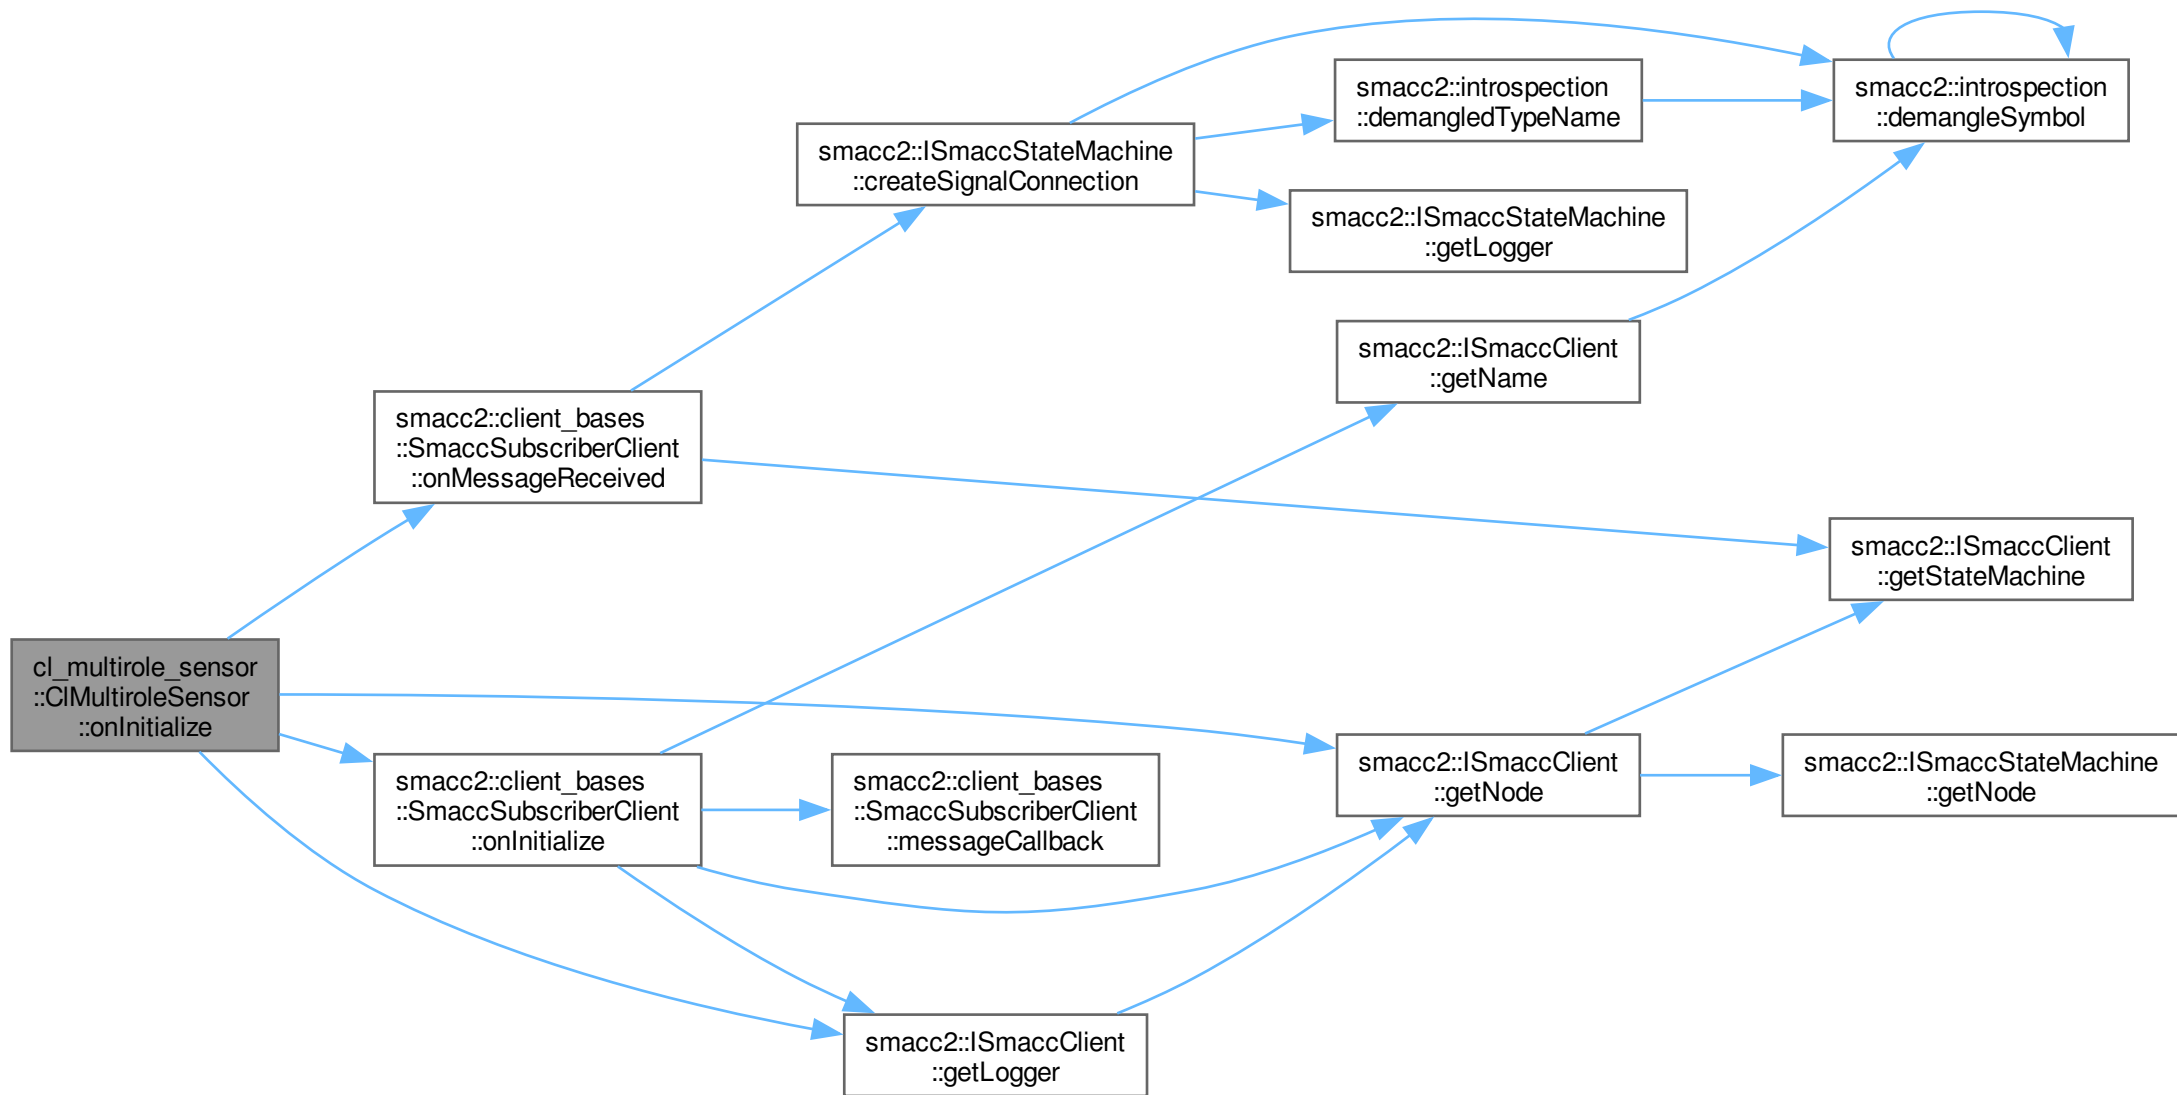 cl_multirole_sensor
::ClMultiroleSensor
::onInitialize
smacc2::client_bases
::SmaccSubscriberClient
::onMessageReceived
smacc2::client_bases
::SmaccSubscriberClient
::onInitialize
smacc2::ISmaccStateMachine
::createSignalConnection
smacc2::client_bases
::SmaccSubscriberClient
::messageCallback
smacc2::ISmaccClient
::getLogger
smacc2::introspection
::demangledTypeName
smacc2::ISmaccStateMachine
::getLogger
smacc2::ISmaccClient
::getName
smacc2::ISmaccClient
::getNode
smacc2::introspection
::demangleSymbol
smacc2::ISmaccClient
::getStateMachine
smacc2::ISmaccStateMachine
::getNode